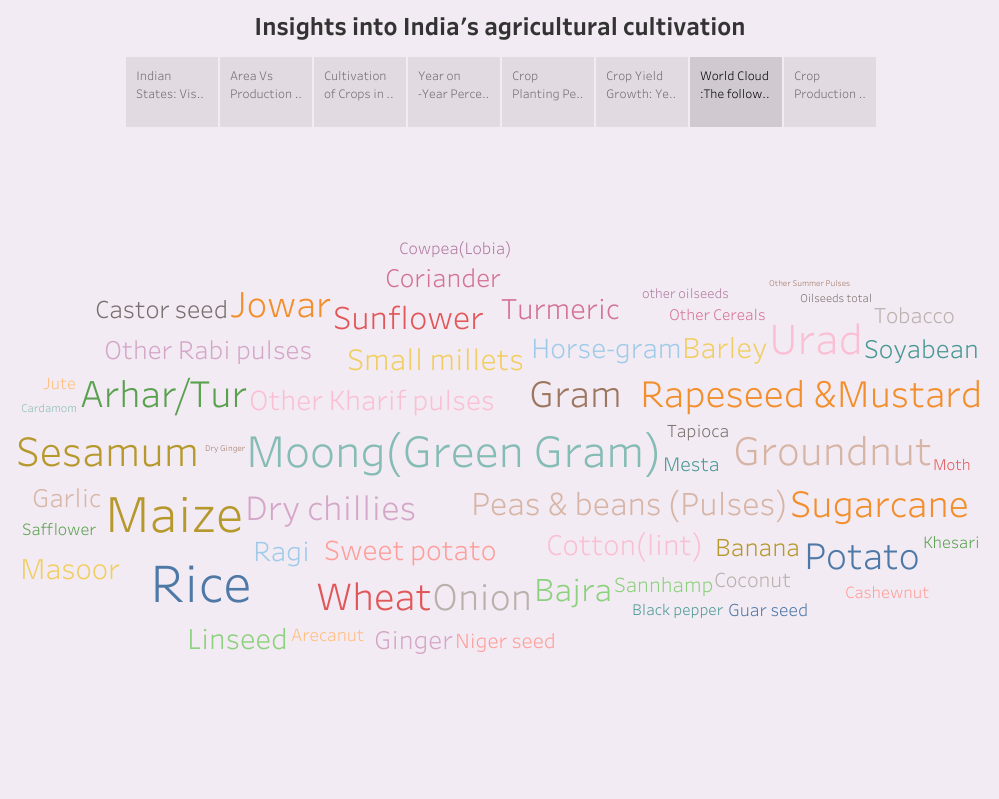 Insights into India's agricultural cultivation
Indian
States: Vis..
Area Vs
Production ..
Cultivation
of Crops in ..
Year on
-Year Perce..
Crop
Planting Pe..
Crop Yield
Growth: Ye..
World Cloud
:The follow..
Crop
Production ..
Cowpea(Lobia)
Coriander
Other Summer Pulses
other oilseeds
Oilseeds total
Castor seed
Jowar
Sunflower
Turmeric
Other Cereals
Tobacco
Other Rabi pulses
Small millets
Horse-gram
Barley
Urad
Soyabean
Jute
Cardamom
Arhar/Tur
Other Kharif pulses
Gram
Rapeseed &Mustard
Sesamum
Dry Ginger
Moong(Green Gram)
Tapioca
Mesta
Groundnut
Moth
Garlic
Safflower
Maize
Dry chillies
Peas & beans (Pulses)
Sugarcane
Masoor
Ragi
Sweet potato
Cotton(lint)
Banana
Potato
Khesari
Rice
Wheat
Onion
Bajra
Sannhamp
Coconut
Cashewnut
Black pepper
Guar seed
Linseed
Arecanut
Ginger
Niger seed